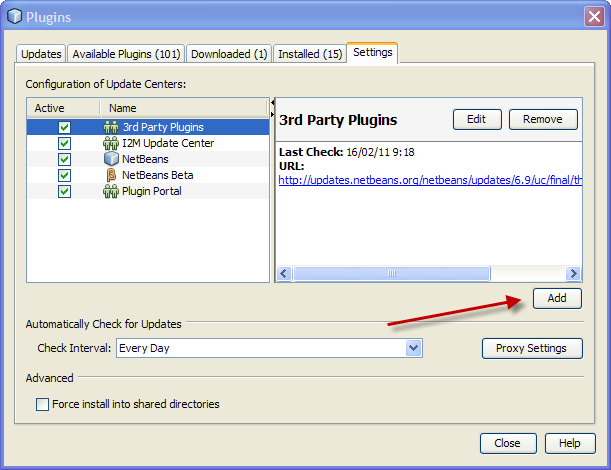 Plugins
Updates Available Plugins (101) Downloaded (1) Installed (15) Settings
Configuration of Update Centers:
Active Name
3rd Party Plugins
I2M Update Center
NetBeans
NetBeans Beta
Plugin Portal
3rd Party Plugins Edit Remove
Last Check: 16/02/11 9:18
URL:
http://updates.netbeans.org/netbeans/updates/6.9/uc/final/th
Add
Automatically Check for Updates
Check Interval: Every Day Proxy Settings
Advanced
Force install into shared directories
Close Help